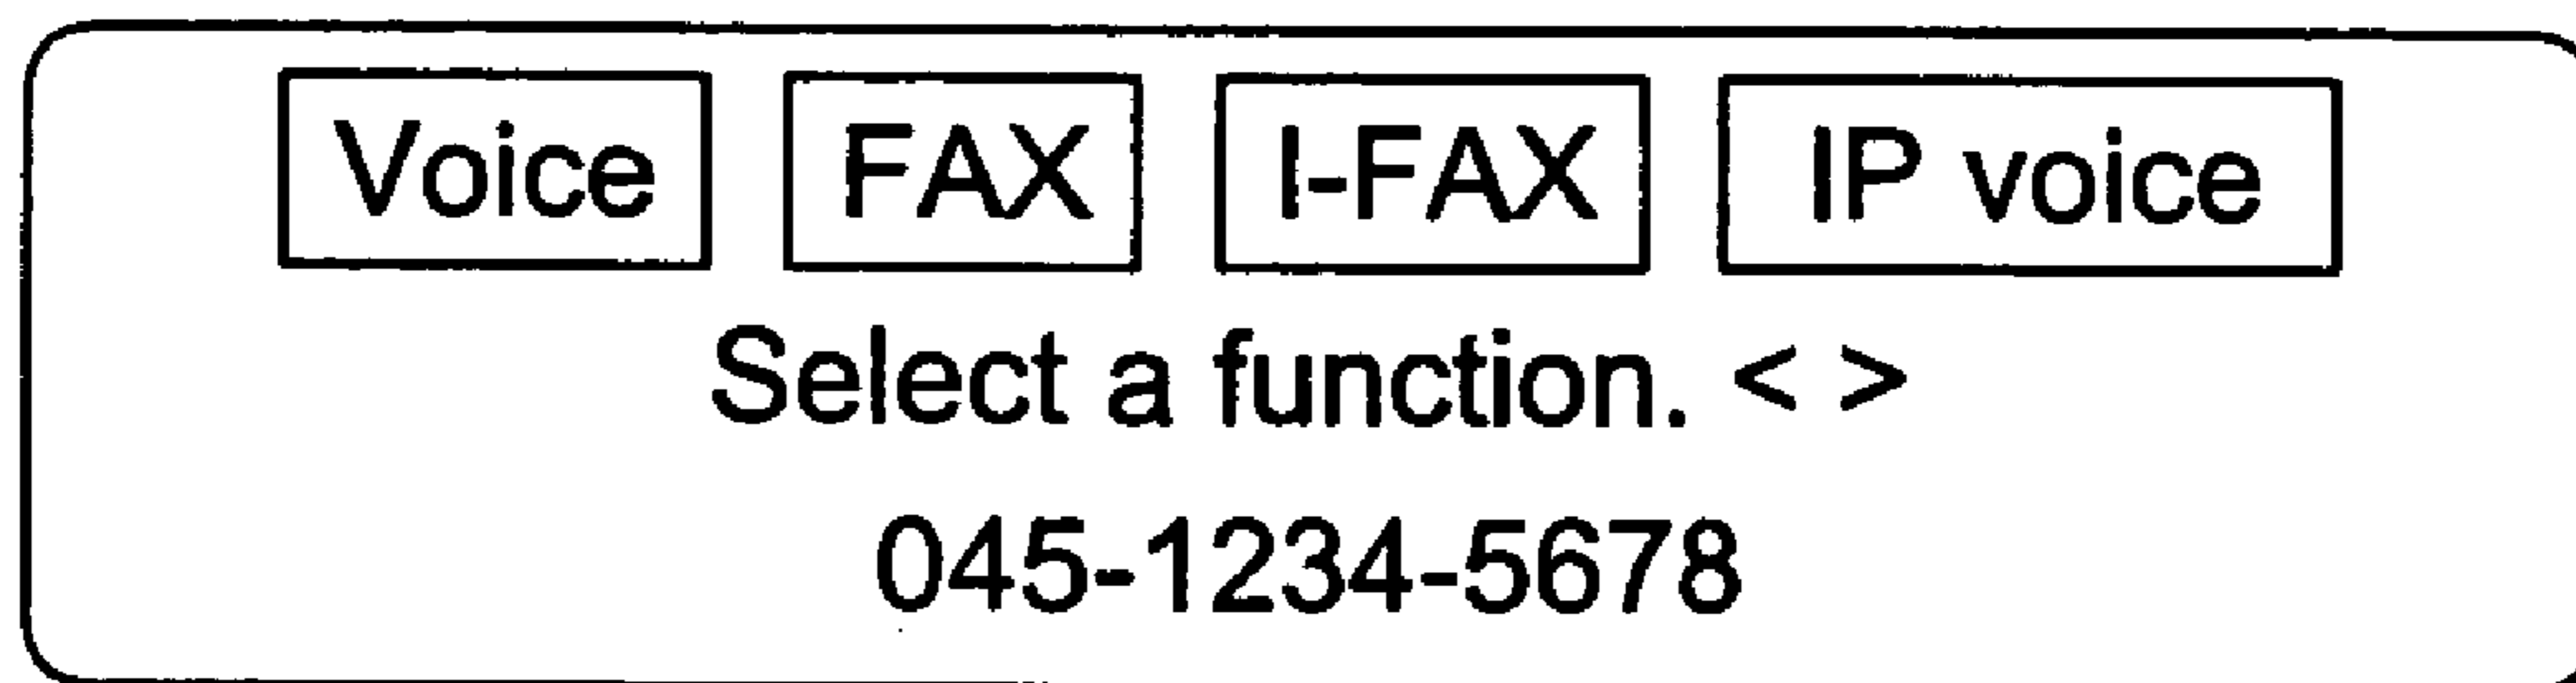 Voice FAX I-FAX IP voice
Select a function. < >
045-1234-5678